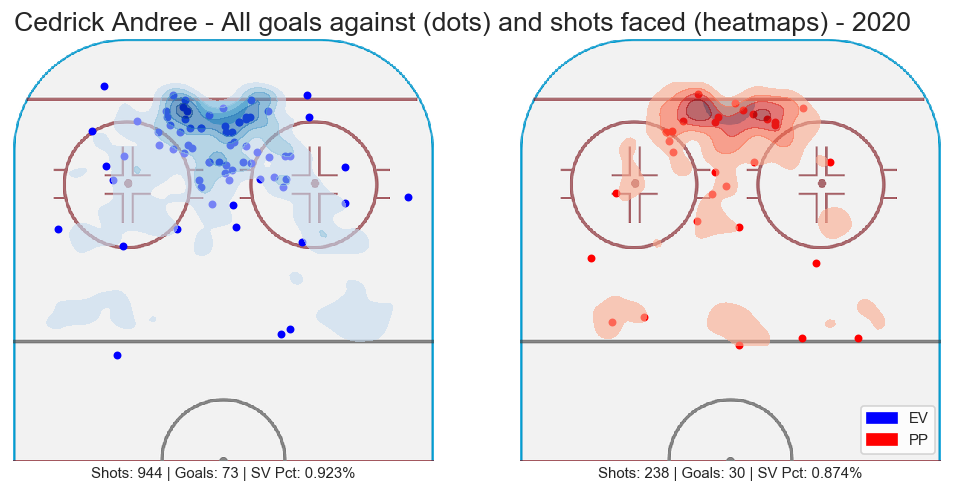 Cedrick Andree - All goals against (dots) and shots faced (heatmaps) - 2020
EV
PP
Shots: 944 | Goals: 73 | SV Pct: 0.923%
Shots: 238 | Goals: 30 | SV Pct: 0.874%